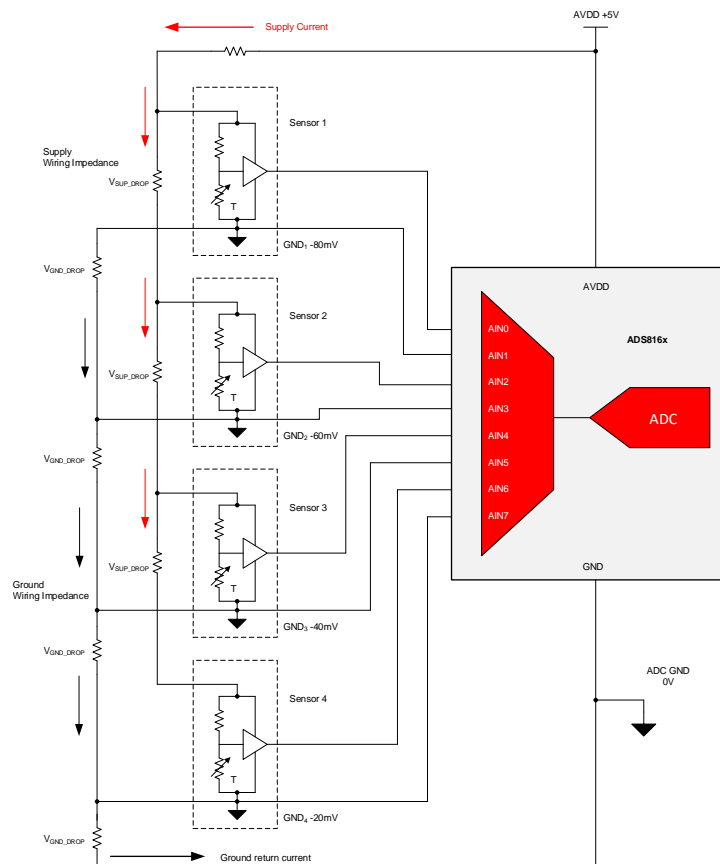 AVDD +5V
Supply Current
Sensor 1
Supply
Wiring Impedance
VSUP_DROP
T
GND1 -80mV
VGND_DROP
AVDD
Sensor 2
ADS816x
AIN0
AIN1
VSUP_DROP
AIN2
T
AIN3
ADC
GND2 -60mV
AIN4
VGND_DROP
AIN5
AIN6
Sensor 3
AIN7
VSUP_DROP
GND
Ground
Wiring Impedance
T
GND3 -40mV
VGND_DROP
ADC GND
0V
Sensor 4
T
GND4 -20mV
VGND_DROP
Ground return current